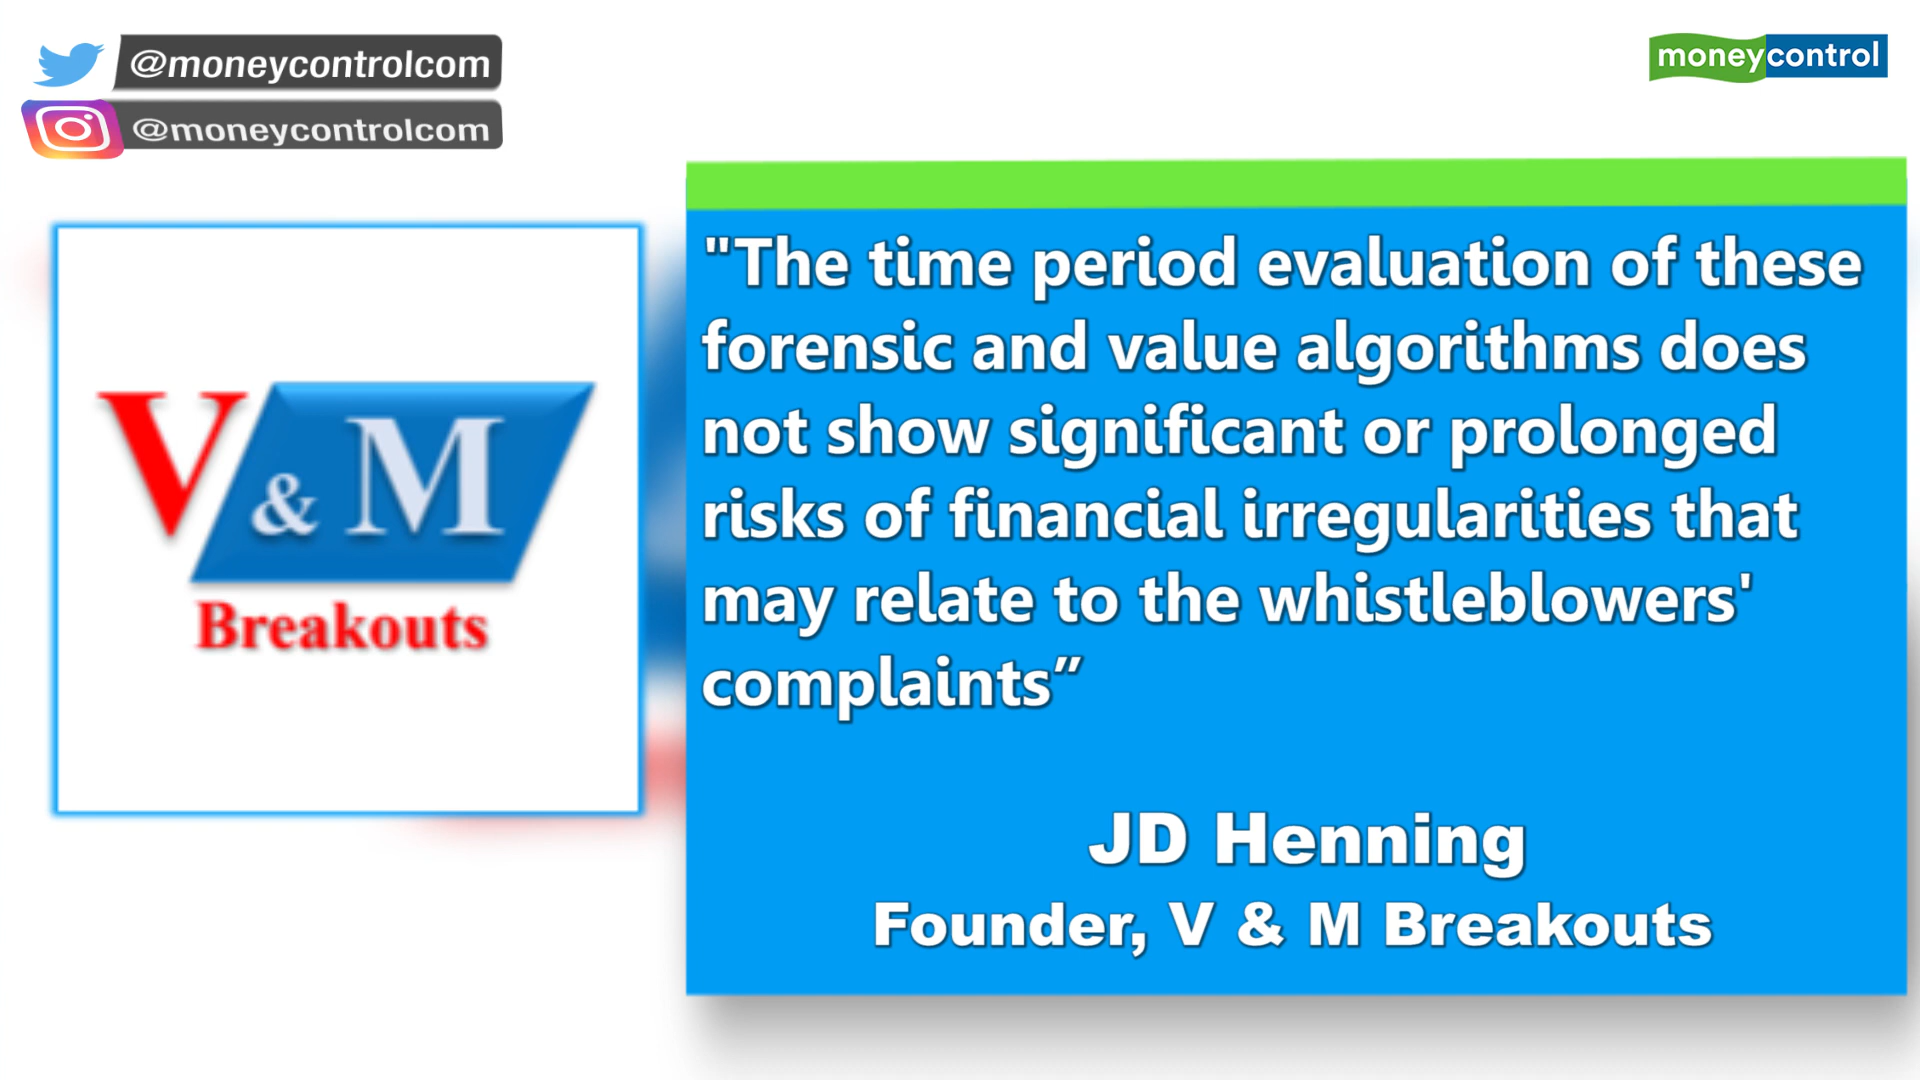 @moneycontrolcom
@moneycontrolcom
moneycontrol
V & M
Breakouts
"The time period evaluation of these
forensic and value algorithms does
not show significant or prolonged
risks of financial irregularities that
may relate to the whistleblowers'
complaints”
JD Henning
Founder, V & M Breakouts